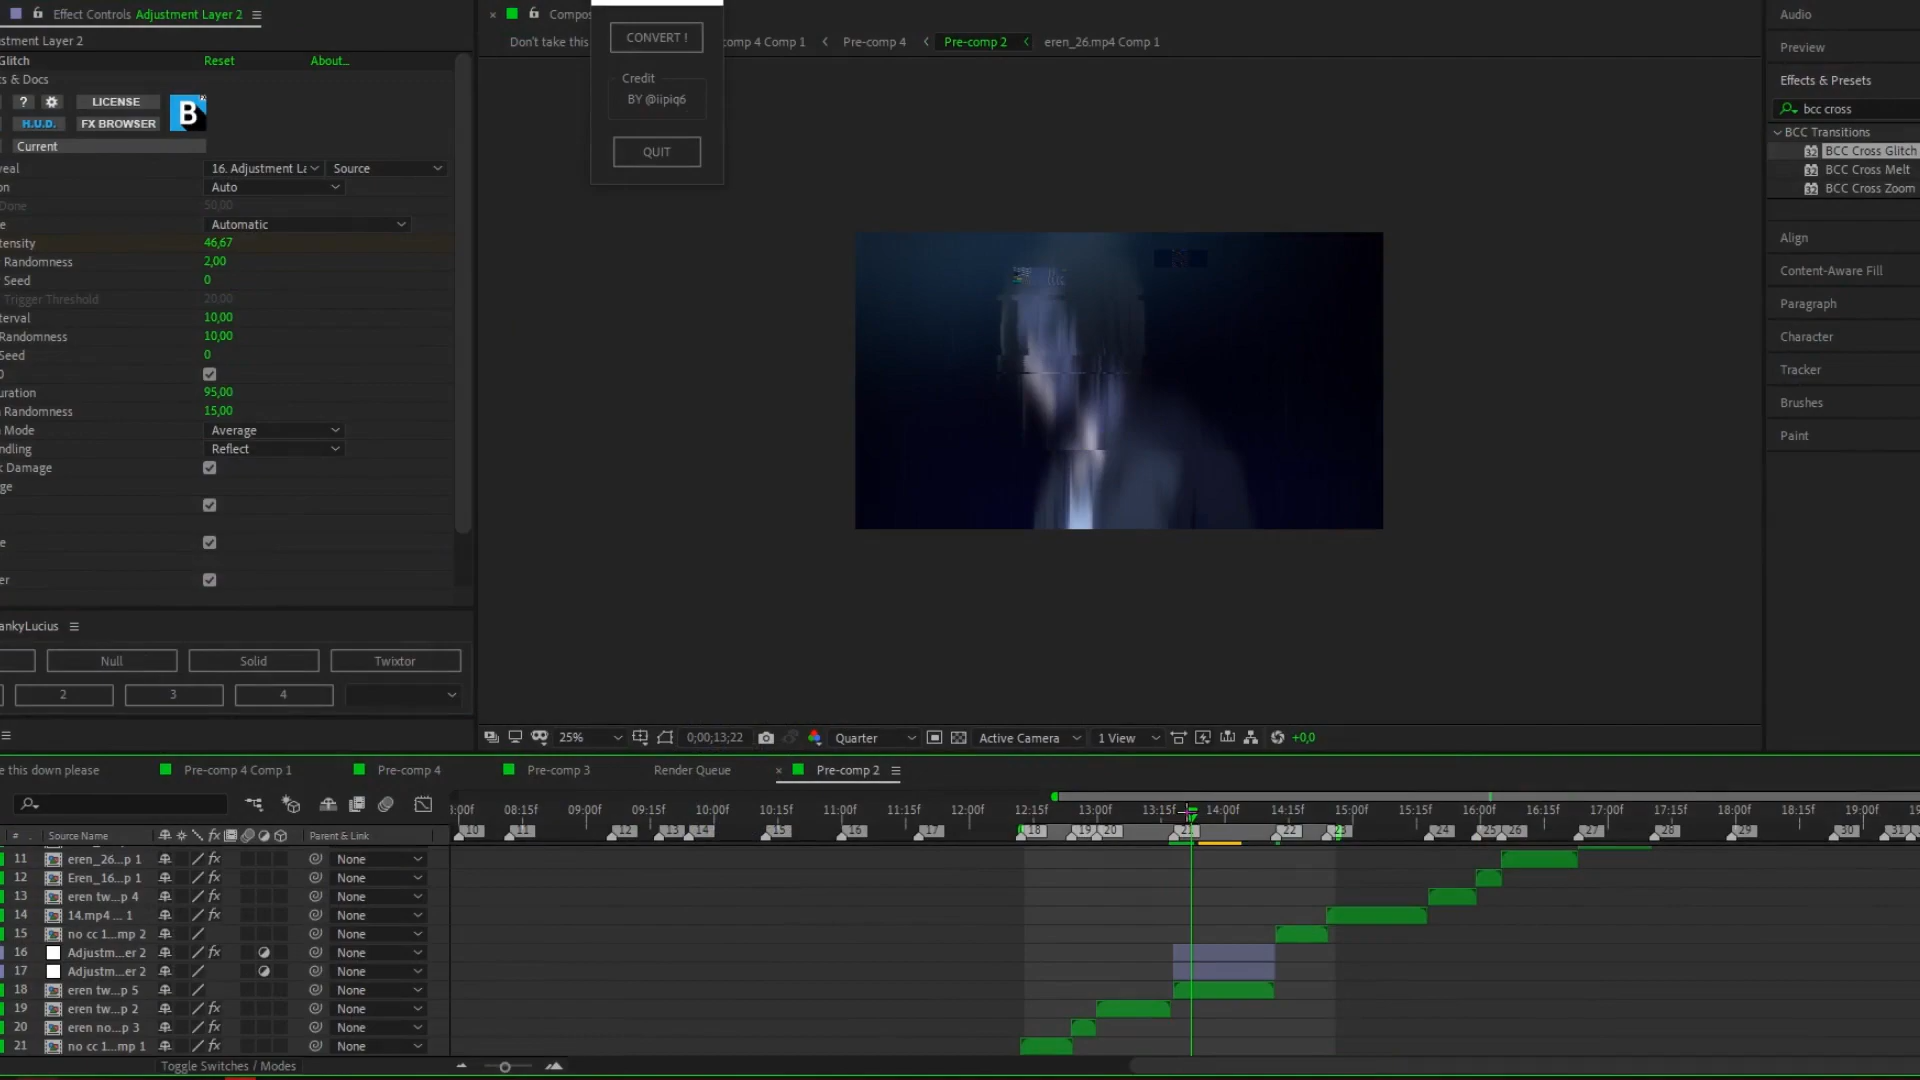 Effect Controls Adjustment Layer 2
stment Layer 2
Glitch Reset About...
s & Docs
? LICENSE
H.U.D. FX BROWSER
B
Current
eal 16. Adjustment La Source
on Auto
Done 50,00
e Automatic
tensity 46,67
Randomness 2,00
Seed 0
Trigger Threshold 20,00
terval 10,00
Randomness 10,00
Seed 0
uration 95,00
Randomness 15,00
Mode Average
ndling Reflect
k Damage
ge
e
er
ankyLucius
Null Solid Twixtor
2 3 4
Compos
Don't take this comp 4 Comp 1 Pre-comp 4 Pre-comp 2 eren_26.mp4 Comp 1
CONVERT !
Credit
BY @iipiq6
QUIT
25% 0;00;13;22 Quarter Active Camera 1 View +0,0
Audio
Preview
Effects & Presets
bcc cross
BCC Transitions
32 BCC Cross Glitch
32 BCC Cross Melt
32 BCC Cross Zoom
Align
Content-Aware Fill
Paragraph
Character
Tracker
Brushes
Paint
e this down please Pre-comp 4 Comp 1 Pre-comp 4 Pre-comp 3 Render Queue Pre-comp 2
:00f 08:15f 09:00f 09:15f 10:00f 10:15f 11:00f 11:15f 12:00f 12:15f 13:00f 13:15f 14:00f 14:15f 15:00f 15:15f 16:00f 16:15f 17:00f 17:15f 18:00f 18:15f 19:00f 19
10 11 12 13 14 15 16 17 18 19 20 21 22 23 24 25 26 27 28 29 30 31
# Source Name fx Parent & Link
11 eren_26...p 1 fx None
12 Eren_16...p 1 fx None
13 eren tw...p 4 fx None
14 14.mp4 ... 1 fx None
15 no cc 1...mp 2 None
16 Adjustm...er 2 fx None
17 Adjustm...er 2 None
18 eren tw...p 5 None
19 eren tw...p 2 fx None
20 eren no...p 3 fx None
21 no cc 1...mp 1 fx None
Toggle Switches / Modes